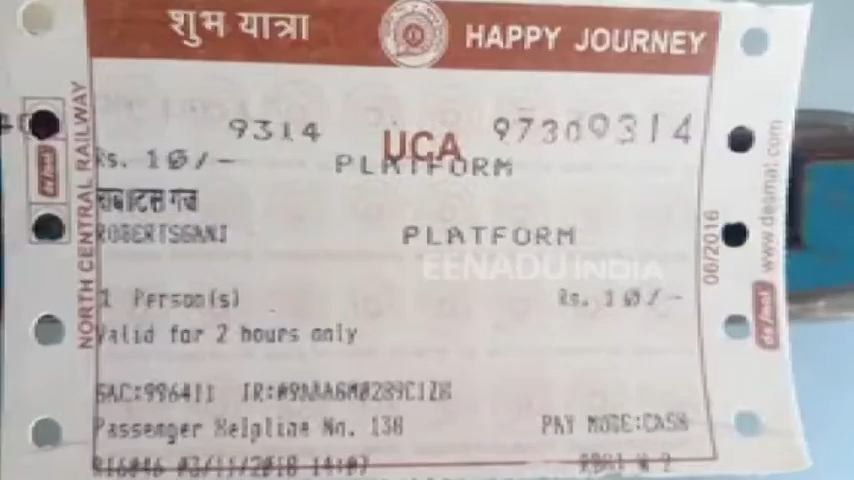 शुभ यात्रा HAPPY JOURNEY
9314 UCA 97309314
Rs. 10/- PLATFORM
ROBERTSGANJ PLATFORM
1 Person(s) Rs. 10/-
Valid for 2 hours only
SAC:996411
Passenger Helpline No. 138 PAY MODE:CASH
14:07
NORTH CENTRAL RAILWAY
06/2016
www.desmat.com
EENADU INDIA